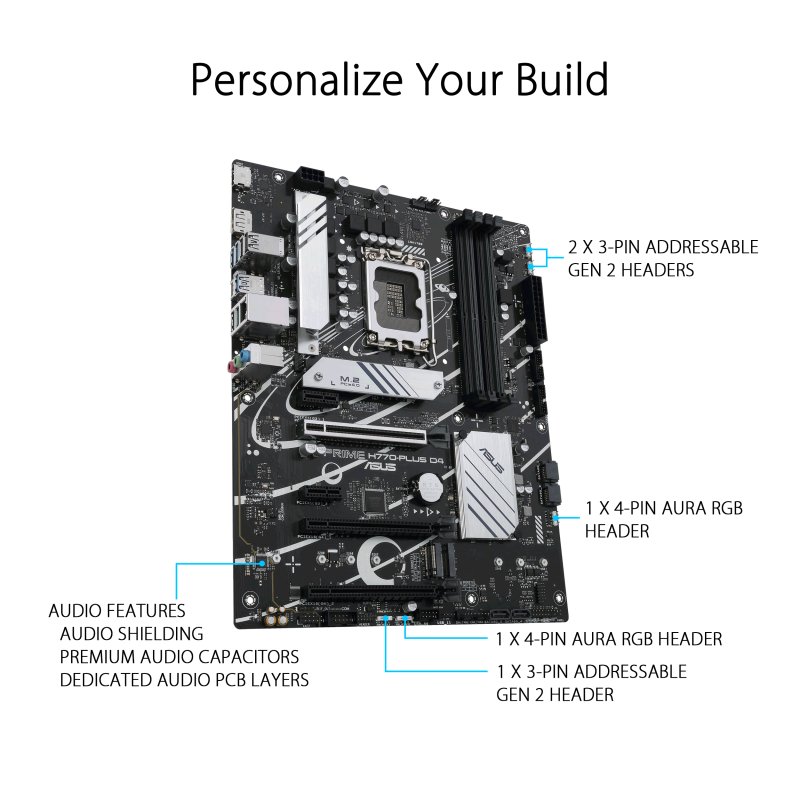 Personalize Your Build
2 X 3-PIN ADDRESSABLE
GEN 2 HEADERS
M.2
PRIME H770-PLUS D4
ASUS
ASUS
1 X 4-PIN AURA RGB
HEADER
AUDIO FEATURES
AUDIO SHIELDING
PREMIUM AUDIO CAPACITORS
DEDICATED AUDIO PCB LAYERS
1 X 4-PIN AURA RGB HEADER
1 X 3-PIN ADDRESSABLE
GEN 2 HEADER